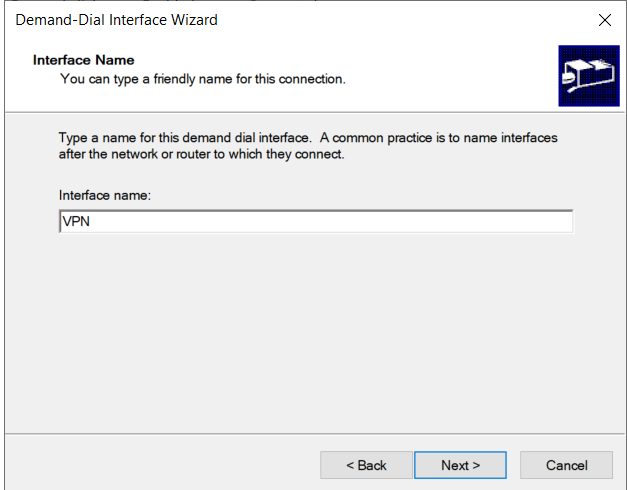 Demand-Dial Interface Wizard
Interface Name
You can type a friendly name for this connection.
Type a name for this demand dial interface.  A common practice is to name interfaces
after the network or router to which they connect.
Interface name:
VPN
< Back
Next >
Cancel